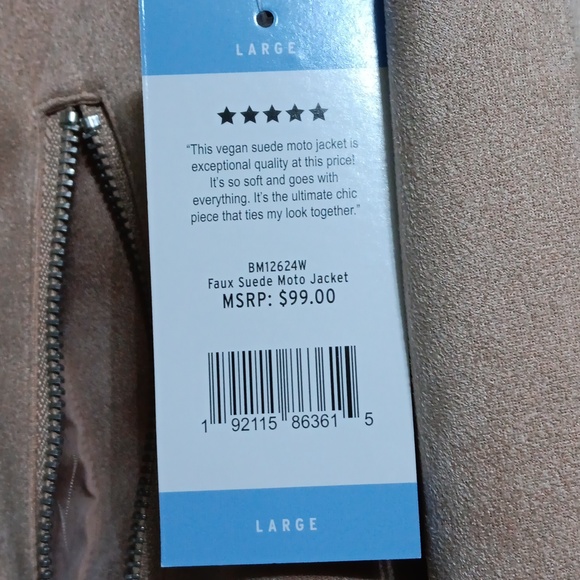 LARGE
★★★★★
“This vegan suede moto jacket is
exceptional quality at this price!
It's so soft and goes with
everything. It's the ultimate chic
piece that ties my look together.”
BM12624W
Faux Suede Moto Jacket
MSRP: $99.00
1 92115 86361 5
LARGE